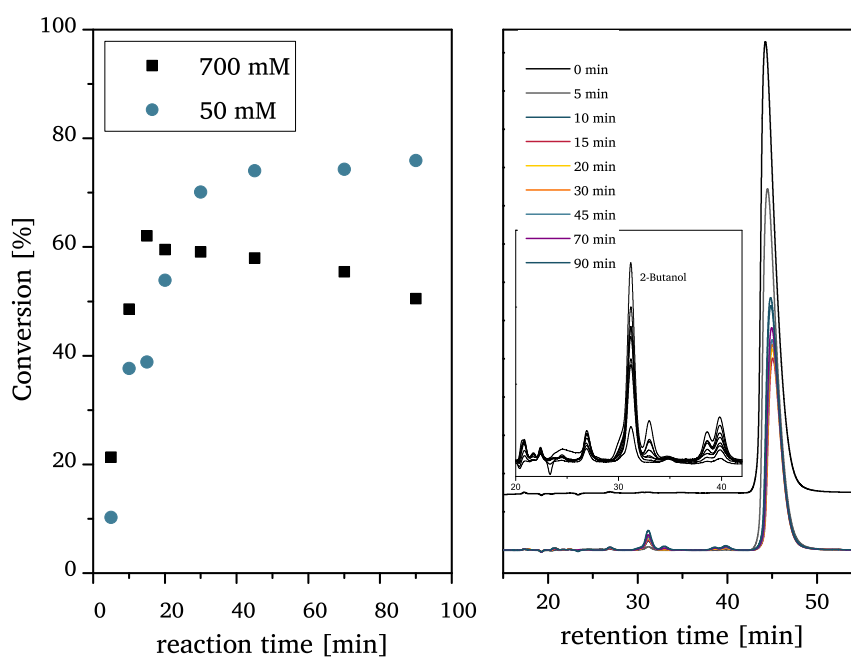 100
80
60
40
20
0
Conversion [%]
700 mM
50 mM
0 20 40 60 80 100
reaction time [min]
0 min
5 min
10 min
15 min
20 min
30 min
45 min
70 min
90 min
2-Butanol
20 30 40
20 30 40 50
retention time [min]